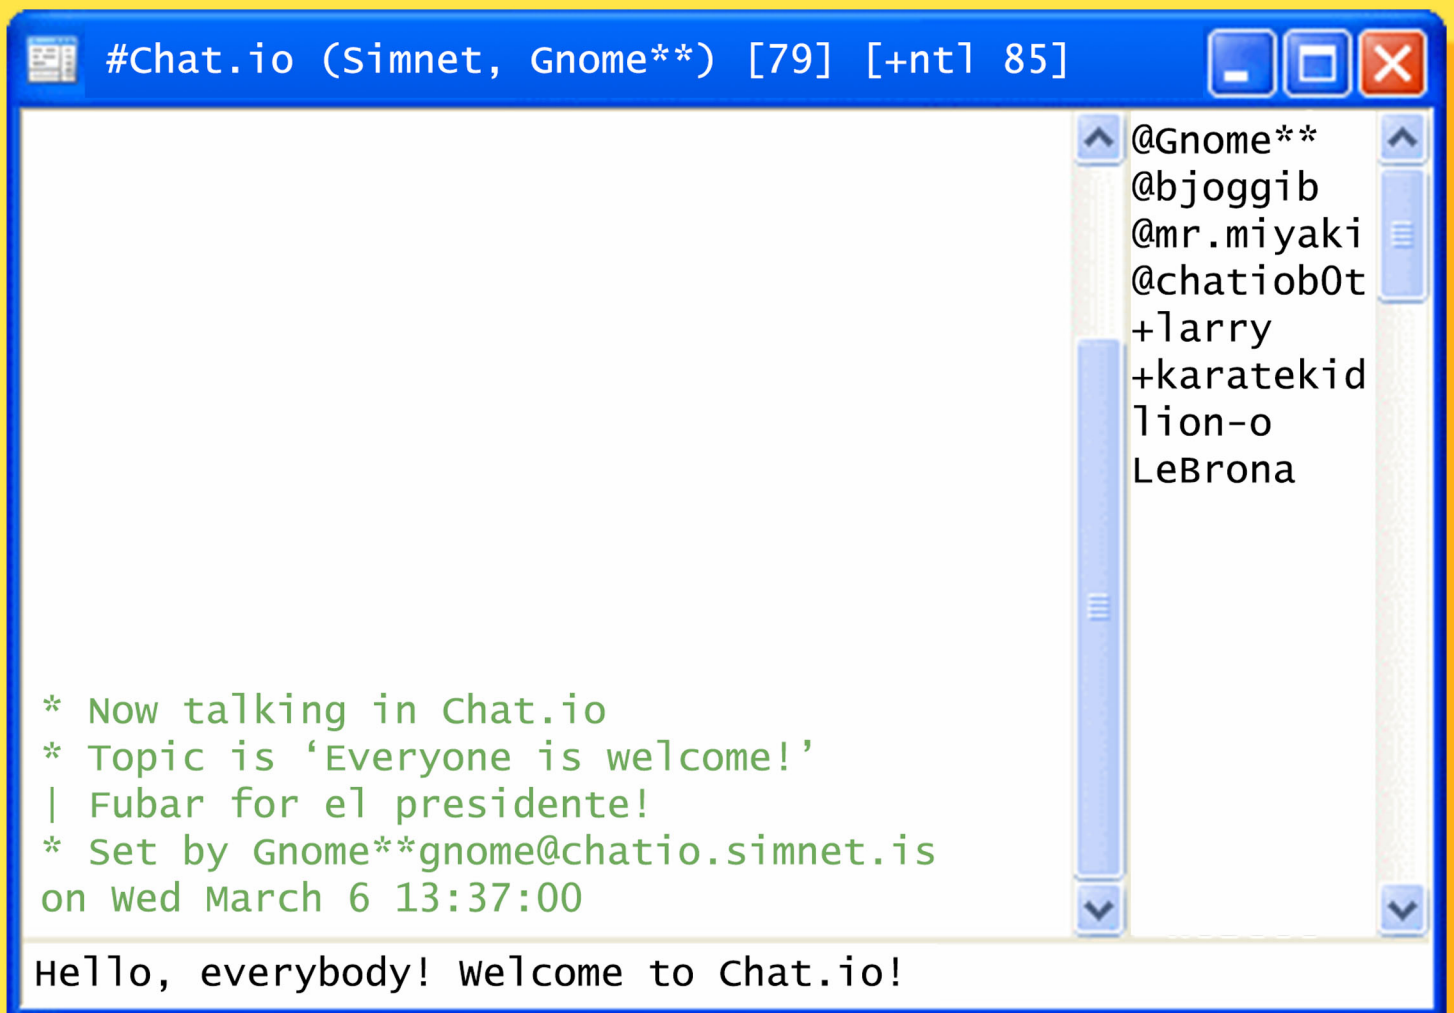 #Chat.io (Simnet, Gnome**) [79] [+ntl 85]
@Gnome**
@bjoggib
@mr.miyaki
@chatiob0t
+larry
+karatekid
lion-o
LeBrona
* Now talking in Chat.io
* Topic is ‘Everyone is welcome!’
| Fubar for el presidente!
* Set by Gnome**gnome@chatio.simnet.is
on Wed March 6 13:37:00
Hello, everybody! Welcome to Chat.io!